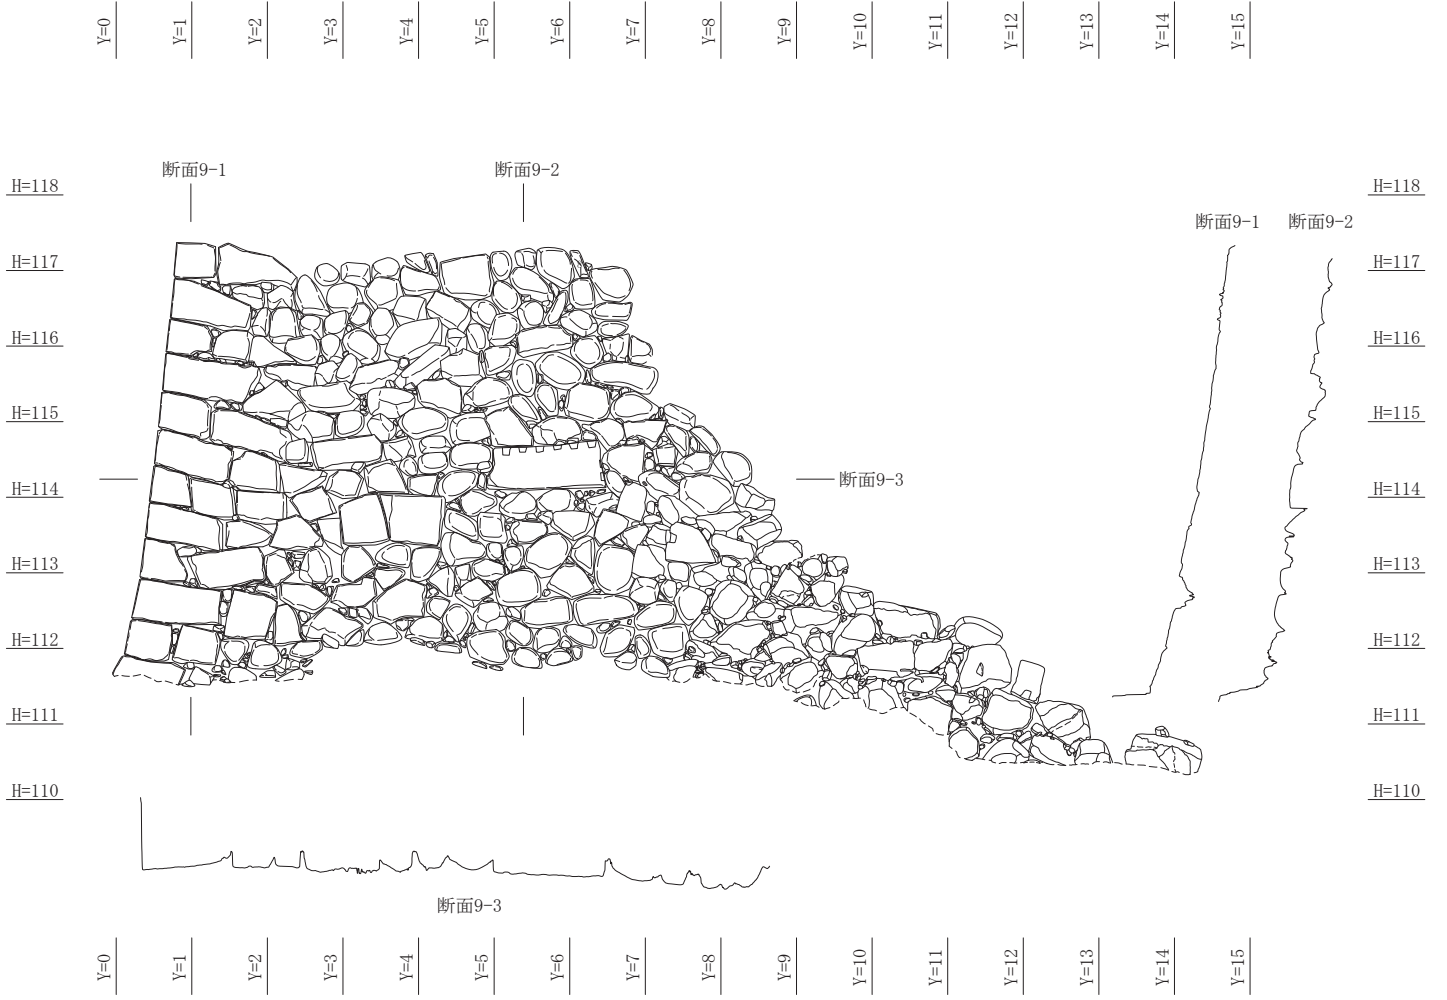 Y=0 Y=1 Y=2 Y=3 Y=4 Y=5 Y=6 Y=7 Y=8 Y=9 Y=10 Y=11 Y=12 Y=13 Y=14 Y=15
断面9-1 断面9-2
H=118 H=118
断面9-1 断面9-2
H=117 H=117
H=116 H=116
H=115 H=115
断面9-3
H=114 H=114
H=113 H=113
H=112 H=112
H=111 H=111
H=110 H=110
断面9-3
Y=0 Y=1 Y=2 Y=3 Y=4 Y=5 Y=6 Y=7 Y=8 Y=9 Y=10 Y=11 Y=12 Y=13 Y=14 Y=15